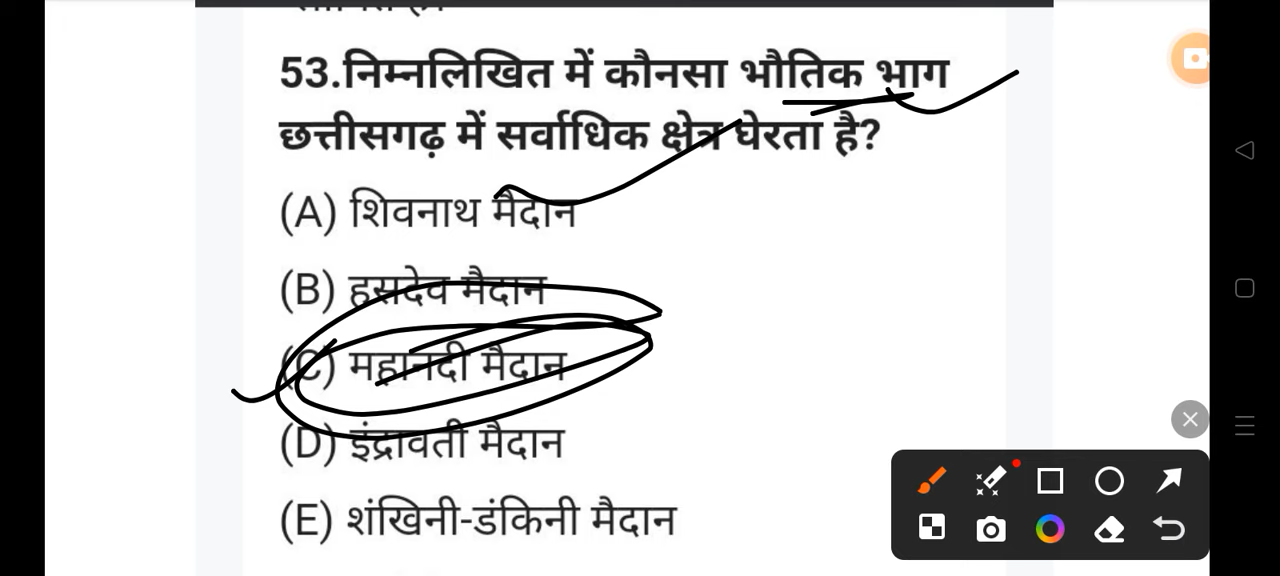 53.निम्नलिखित में कौनसा भौतिक भाग
छत्तीसगढ़ में सर्वाधिक क्षेत्र घेरता है?
(A) शिवनाथ मैदान
(B) हसदेव मैदान
(C) महानदी मैदान
(D) इंद्रावती मैदान
(E) शंखिनी-डंकिनी मैदान